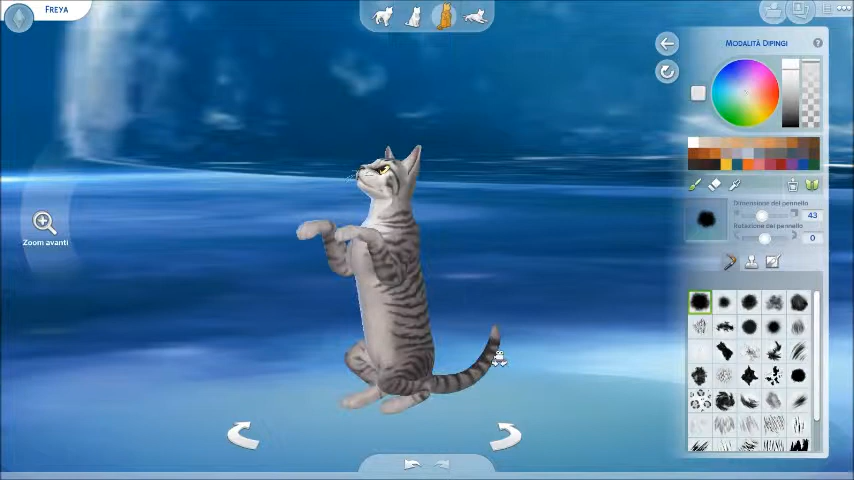 Freya
Modalità Dipingi
?
Dimensione del pennello
43
Rotazione del pennello
0
Zoom avanti